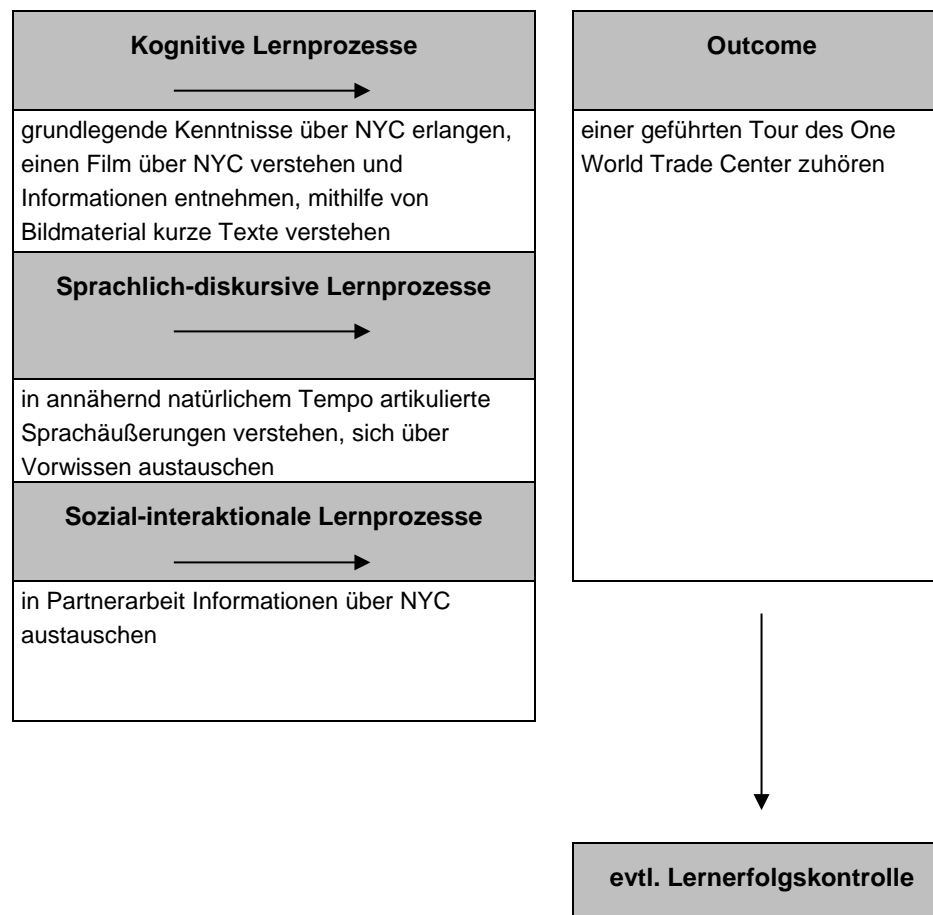 Kognitive Lernprozesse
grundlegende Kenntnisse über NYC erlangen,
einen Film über NYC verstehen und
Informationen entnehmen, mithilfe von
Bildmaterial kurze Texte verstehen
Sprachlich-diskursive Lernprozesse
in annähernd natürlichem Tempo artikulierte
Sprachäußerungen verstehen, sich über
Vorwissen austauschen
Sozial-interaktionale Lernprozesse
in Partnerarbeit Informationen über NYC
austauschen
Outcome
einer geführten Tour des One
World Trade Center zuhören
evtl. Lernerfolgskontrolle